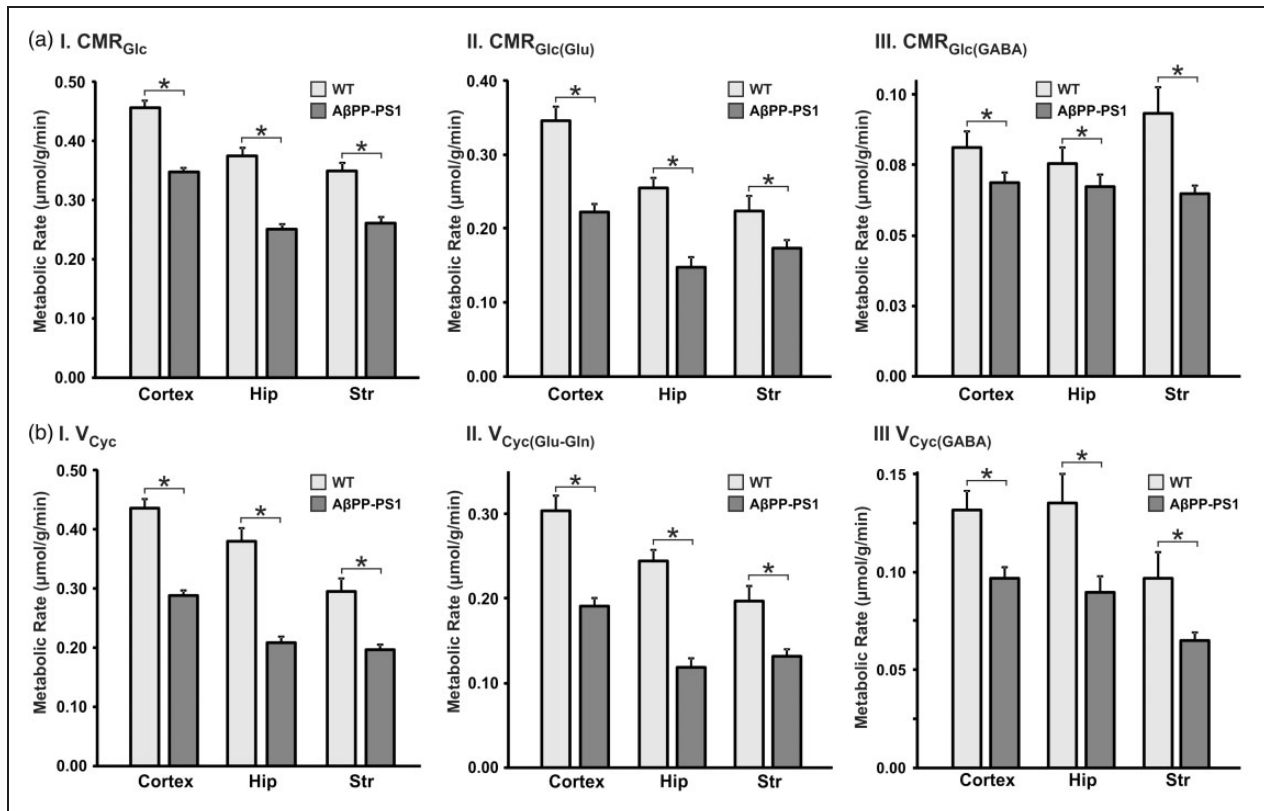 (a) I. CMRGlc
II. CMRGlc(Glu)
III. CMRGlc(GABA)
Metabolic Rate (µmol/g/min)
0.50
0.40
0.30
0.20
0.10
0.00
*
*
*
WT
AβPP-PS1
Cortex Hip Str
Metabolic Rate (µmol/g/min)
0.40
0.30
0.20
0.10
0.00
*
*
*
WT
AβPP-PS1
Cortex Hip Str
Metabolic Rate (µmol/g/min)
0.10
0.08
0.05
0.03
0.00
*
*
*
WT
AβPP-PS1
Cortex Hip Str
(b) I. VCyc
II. VCyc(Glu-Gln)
III VCyc(GABA)
Metabolic Rate (µmol/g/min)
0.50
0.40
0.30
0.20
0.10
0.00
*
*
*
WT
AβPP-PS1
Cortex Hip Str
Metabolic Rate (µmol/g/min)
0.30
0.20
0.10
0.00
*
*
*
WT
AβPP-PS1
Cortex Hip Str
Metabolic Rate (µmol/g/min)
0.15
0.10
0.05
0.00
*
*
*
WT
AβPP-PS1
Cortex Hip Str